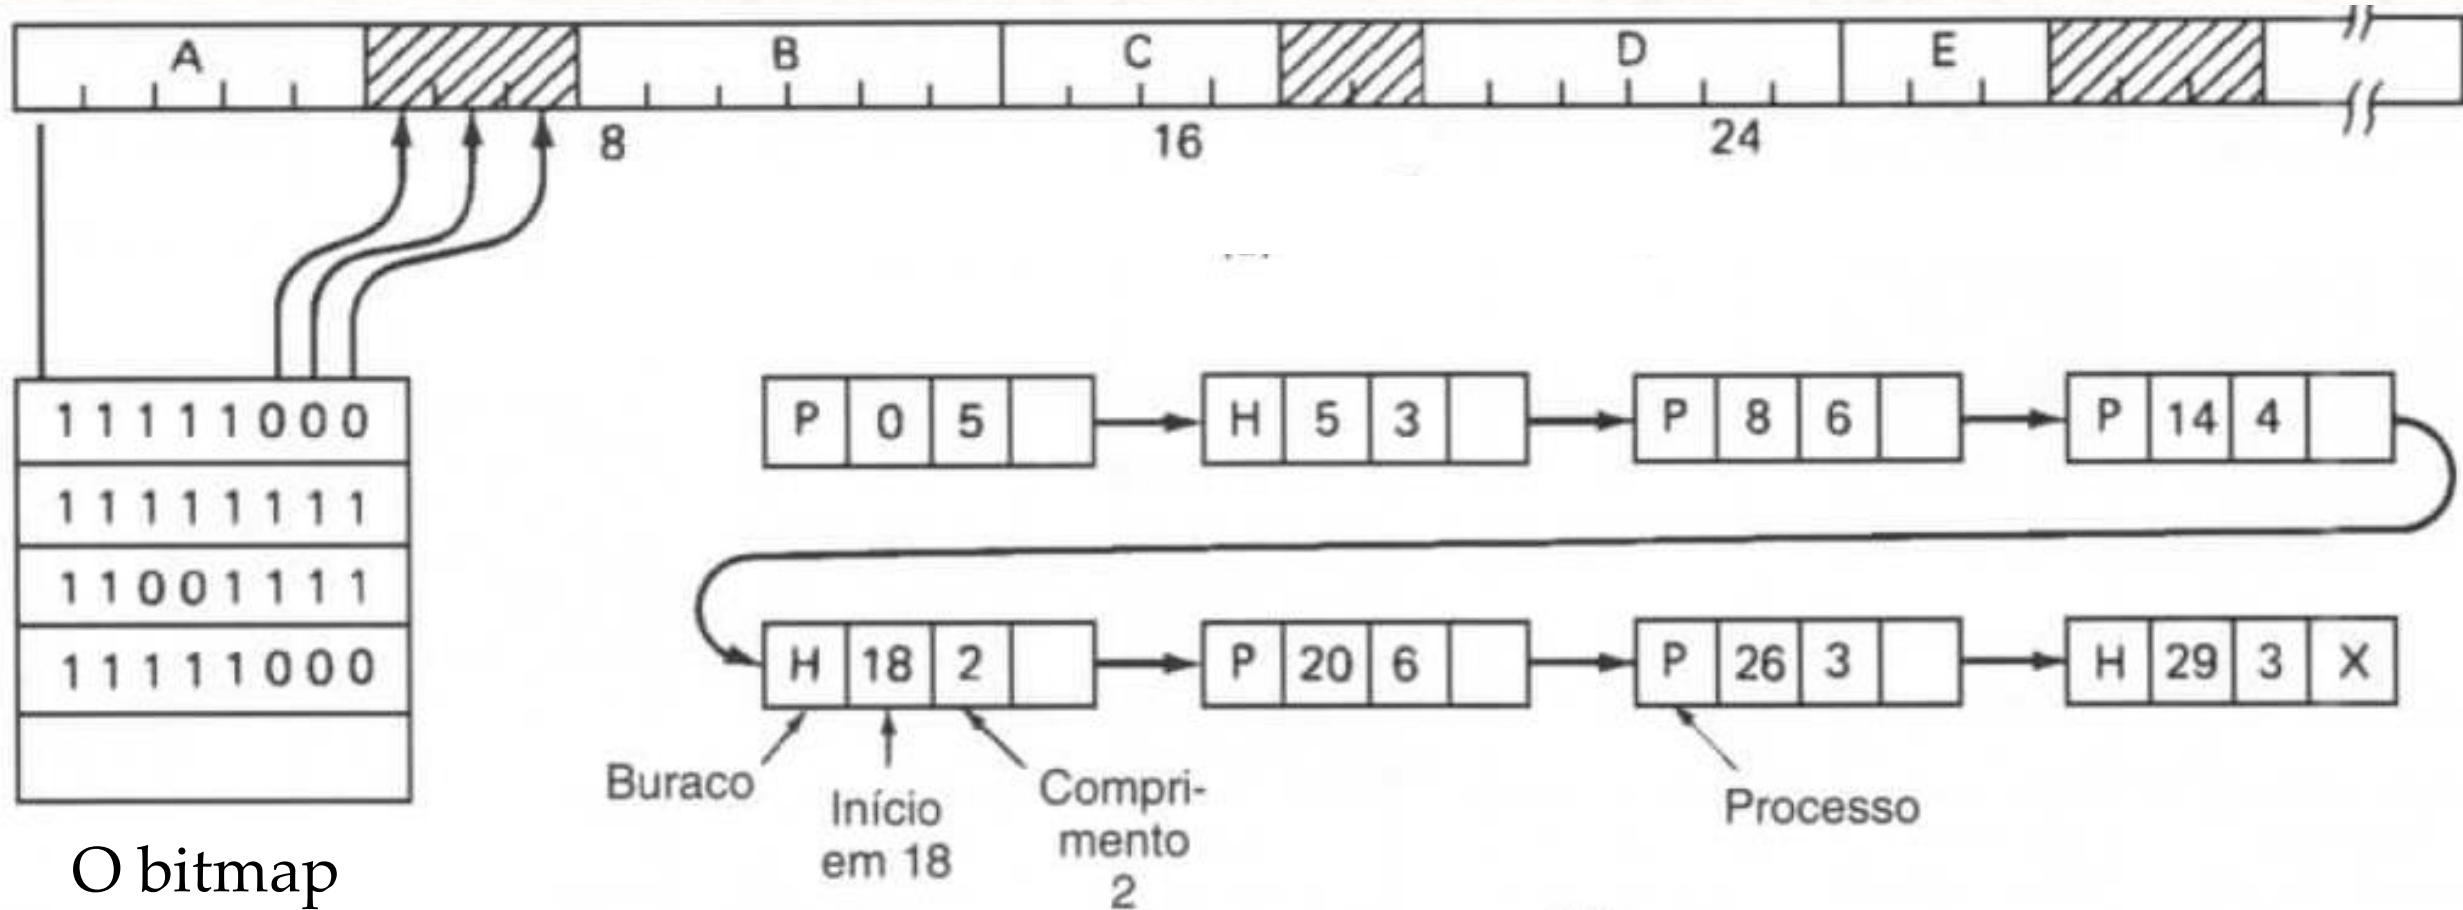 A B C D E
8 16 24
1 1 1 1 1 0 0 0
1 1 1 1 1 1 1 1
1 1 0 0 1 1 1 1
1 1 1 1 1 0 0 0
O bitmap
P 0 5 H 5 3 P 8 6 P 14 4
H 18 2 P 20 6 P 26 3 H 29 3 X
Buraco
Início
em 18
Compri-
mento
2
Processo